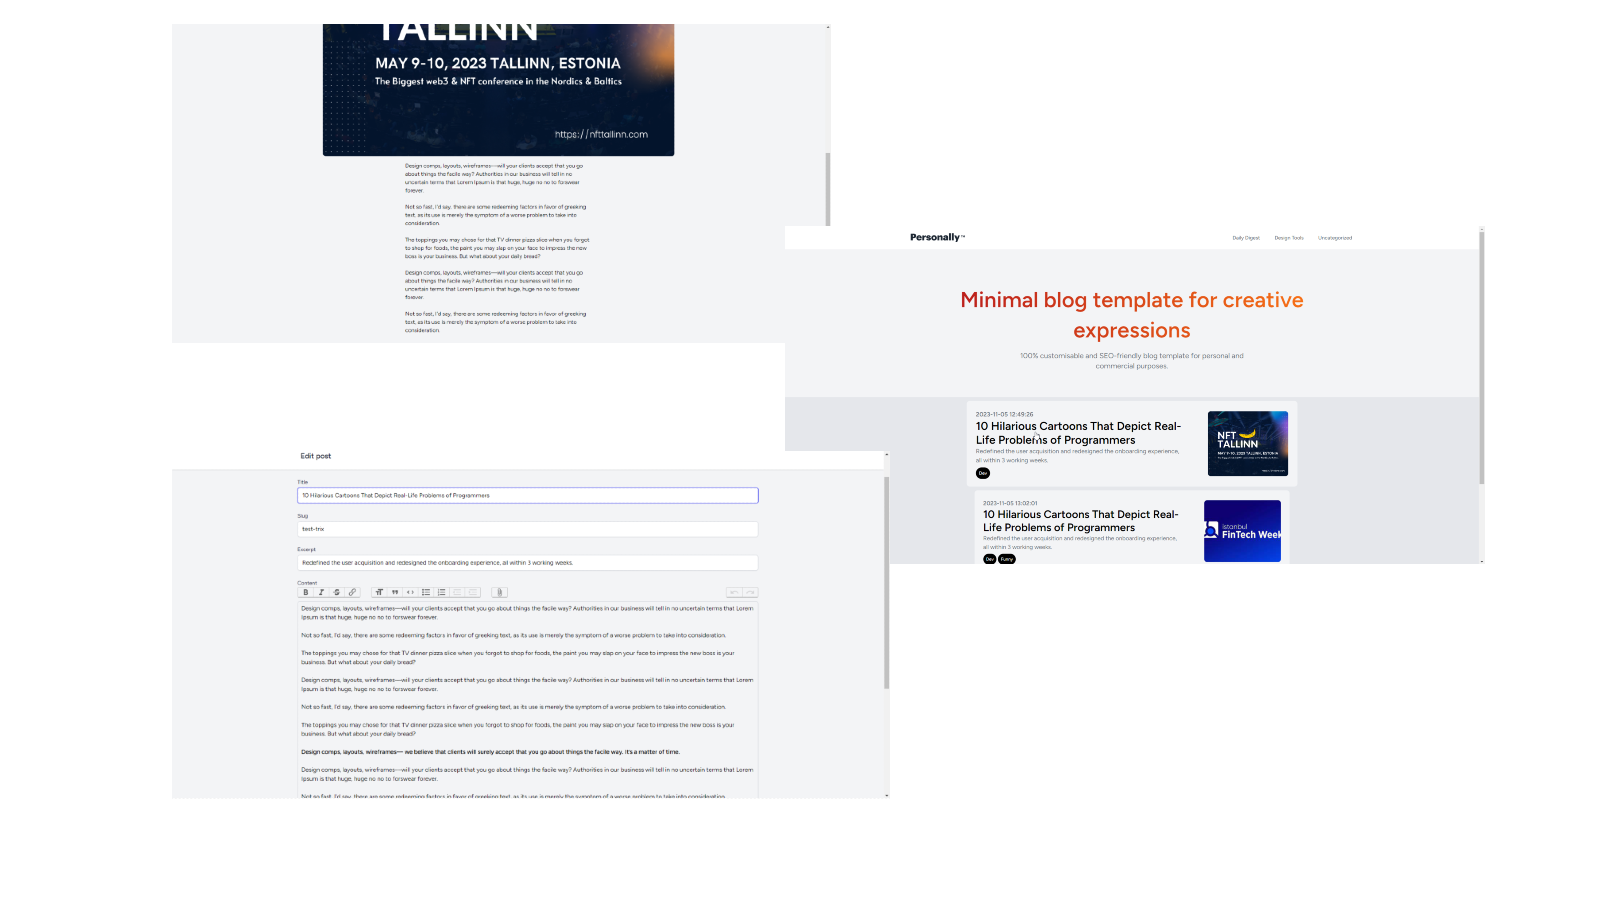 TALLINN
MAY 9-10, 2023 TALLINN, ESTONIA
The Biggest web3 & NFT conference in the Nordics & Baltics
https://nfttallinn.com
Design comps, layouts, wireframes—will your clients accept that you go
about things the facile way? Authorities in our business will tell in no
uncertain terms that Lorem Ipsum is that huge, huge no no to forswear
forever.
Not so fast, I'd say, there are some redeeming factors in favor of greeking
text, as its use is merely the symptom of a worse problem to take into
consideration.
The toppings you may chose for that TV dinner pizza slice when you forgot
to shop for foods, the paint you may slap on your face to impress the new
boss is your business. But what about your daily bread?
Design comps, layouts, wireframes—will your clients accept that you go
about things the facile way? Authorities in our business will tell in no
uncertain terms that Lorem Ipsum is that huge, huge no no to forswear
forever.
Not so fast, I'd say, there are some redeeming factors in favor of greeking
text, as its use is merely the symptom of a worse problem to take into
consideration.
Personally™
Daily Digest Design Tools Uncategorized
Minimal blog template for creative
expressions
100% customisable and SEO-friendly blog template for personal and
commercial purposes.
2023-11-05 12:49:26
10 Hilarious Cartoons That Depict Real-
Life Problems of Programmers
Redefined the user acquisition and redesigned the onboarding experience,
all within 3 working weeks.
Dev
NFT
TALLINN
MAY 9-10, 2023 TALLINN, ESTONIA
2023-11-05 13:02:01
10 Hilarious Cartoons That Depict Real-
Life Problems of Programmers
Redefined the user acquisition and redesigned the onboarding experience,
all within 3 working weeks.
Dev Funny
istanbul
FinTech Week
Edit post
Title
10 Hilarious Cartoons That Depict Real-Life Problems of Programmers
Slug
test-trix
Excerpt
Redefined the user acquisition and redesigned the onboarding experience, all within 3 working weeks.
Content
Design comps, layouts, wireframes—will your clients accept that you go about things the facile way? Authorities in our business will tell in no uncertain terms that Lorem
Ipsum is that huge, huge no no to forswear forever.
Not so fast, I'd say, there are some redeeming factors in favor of greeking text, as its use is merely the symptom of a worse problem to take into consideration.
The toppings you may chose for that TV dinner pizza slice when you forgot to shop for foods, the paint you may slap on your face to impress the new boss is your
business. But what about your daily bread?
Design comps, layouts, wireframes—will your clients accept that you go about things the facile way? Authorities in our business will tell in no uncertain terms that Lorem
Ipsum is that huge, huge no no to forswear forever.
Not so fast, I'd say, there are some redeeming factors in favor of greeking text, as its use is merely the symptom of a worse problem to take into consideration.
The toppings you may chose for that TV dinner pizza slice when you forgot to shop for foods, the paint you may slap on your face to impress the new boss is your
business. But what about your daily bread?
Design comps, layouts, wireframes— we believe that clients will surely accept that you go about things the facile way. It's a matter of time.
Design comps, layouts, wireframes—will your clients accept that you go about things the facile way? Authorities in our business will tell in no uncertain terms that Lorem
Ipsum is that huge, huge no no to forswear forever.
Not so fast, I'd say, there are some redeeming factors in favor of greeking text, as its use is merely the symptom of a worse problem to take into consideration.